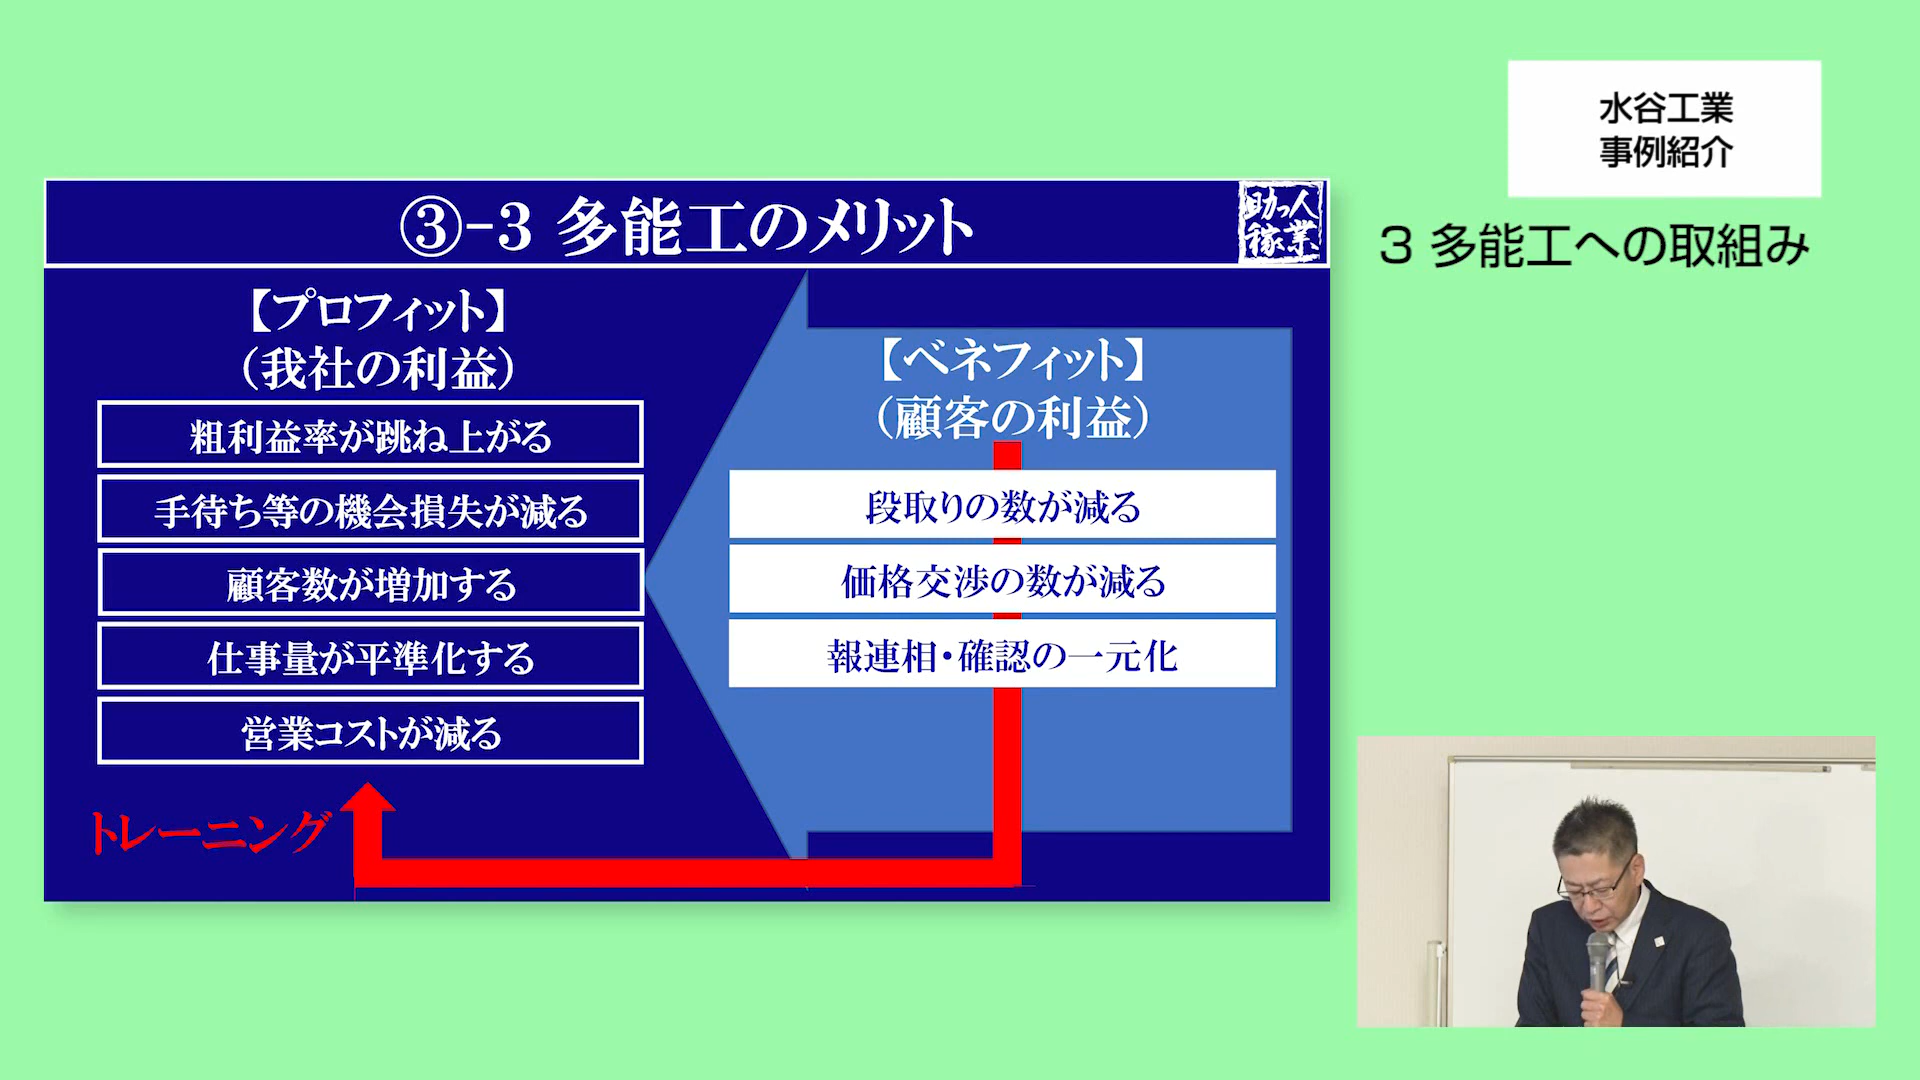 水谷工業
事例紹介
3 多能工への取組み
③-3 多能工のメリット
助っ人
稼業
【プロフィット】
（我社の利益）
粗利益率が跳ね上がる
手待ち等の機会損失が減る
顧客数が増加する
仕事量が平準化する
営業コストが減る
トレーニング
【ベネフィット】
（顧客の利益）
段取りの数が減る
価格交渉の数が減る
報連相・確認の一元化